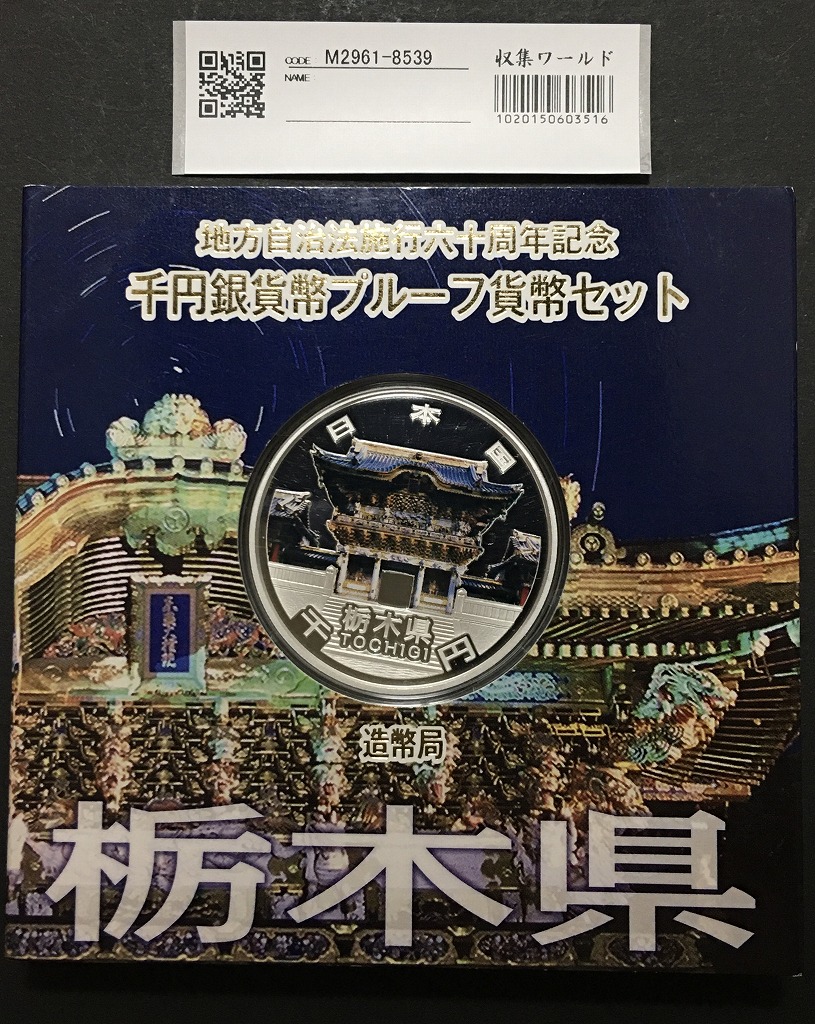 CODE: M2961-8539
NAME:
収集ワールド
1020150603516
地方自治法施行六十周年記念
千円銀貨幣プルーフ貨幣セット
日本国
栃木県
TOCHIGI
千円
造幣局
栃木県